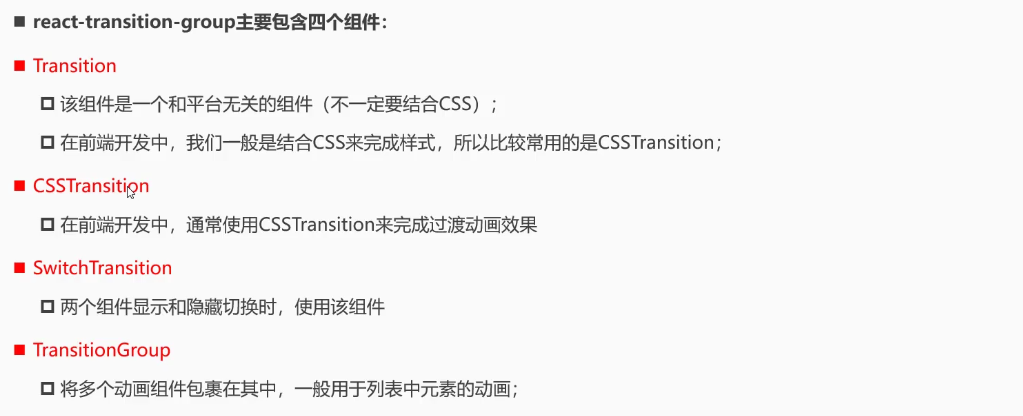 react-transition-group主要包含四个组件：
Transition
该组件是一个和平台无关的组件（不一定要结合CSS）；
在前端开发中，我们一般是结合CSS来完成样式，所以比较常用的是CSSTransition；
CSSTransition
在前端开发中，通常使用CSSTransition来完成过渡动画效果
SwitchTransition
两个组件显示和隐藏切换时，使用该组件
TransitionGroup
将多个动画组件包裹在其中，一般用于列表中元素的动画；